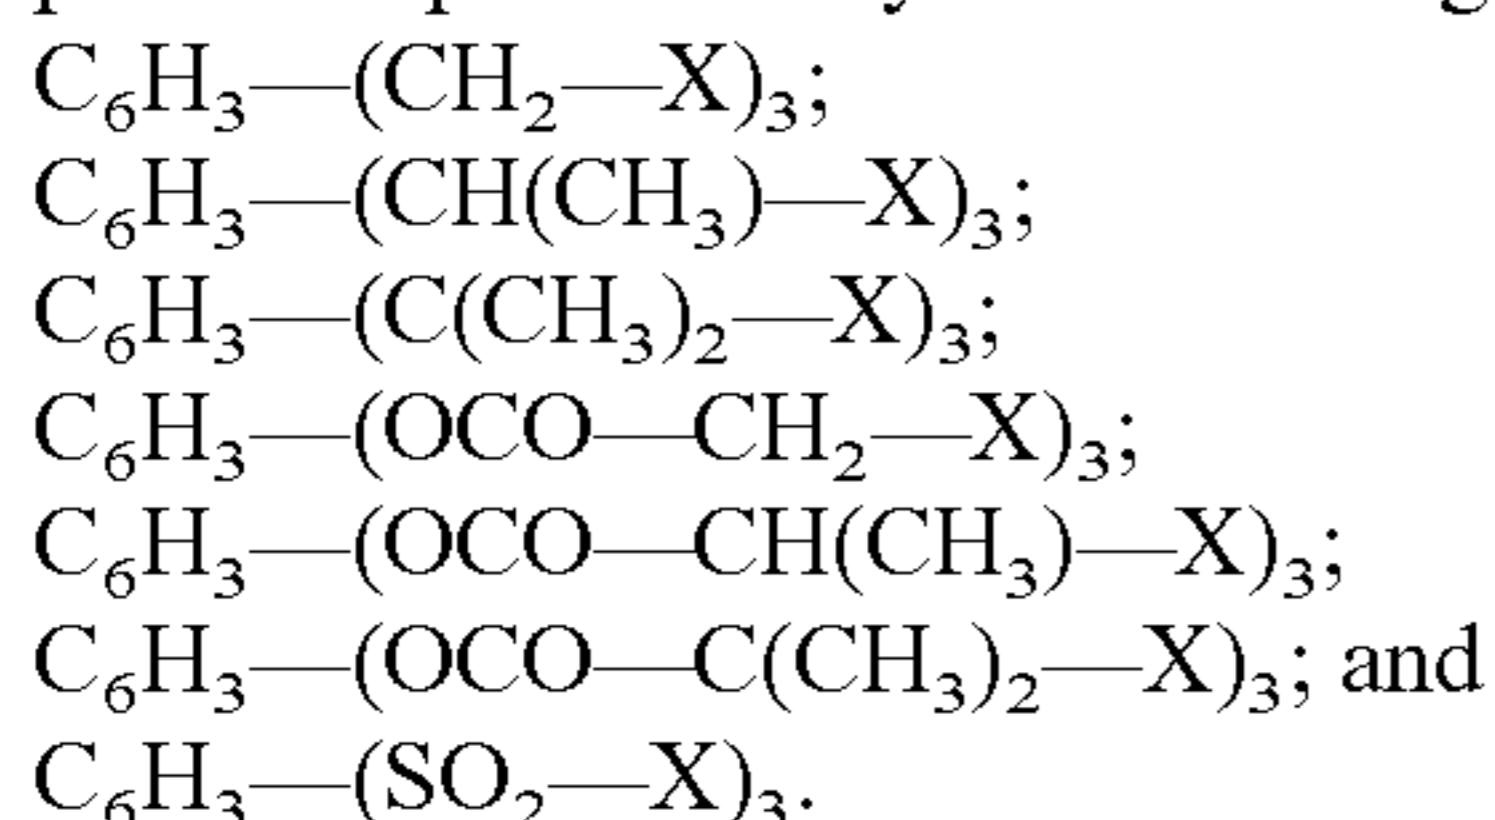 C₆H₃—(CH₂—X)₃;
C₆H₃—(CH(CH₃)—X)₃;
C₆H₃—(C(CH₃)₂—X)₃;
C₆H₃—(OCO—CH₂—X)₃;
C₆H₃—(OCO—CH(CH₃)—X)₃;
C₆H₃—(OCO—C(CH₃)₂—X)₃; and
C₆H₃—(SO₂—X)₃.